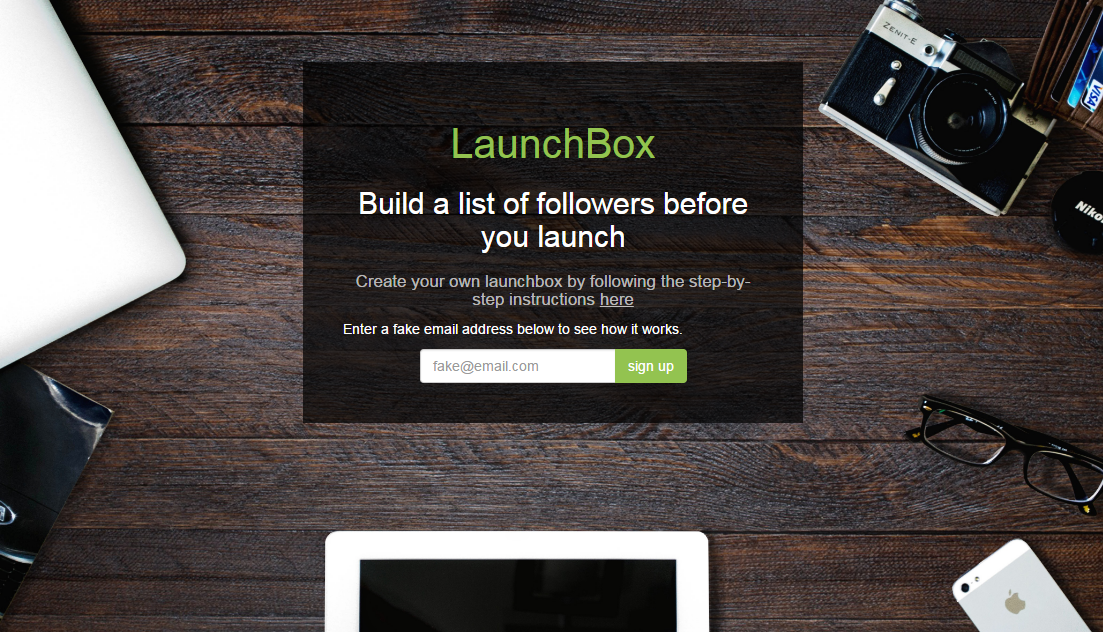 ZENIT-E
VISA
LaunchBox
Niko
Build a list of followers before
you launch
Create your own launchbox by following the step-by-
step instructions here
Enter a fake email address below to see how it works.
fake@email.com
sign up